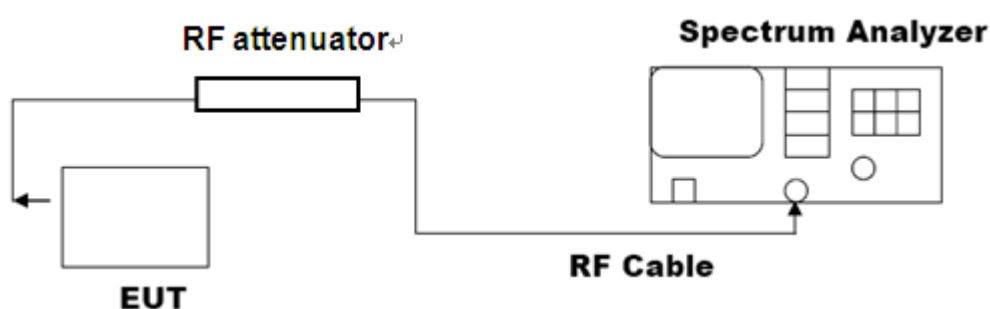 RF attenuator↵
Spectrum Analyzer
RF Cable
EUT